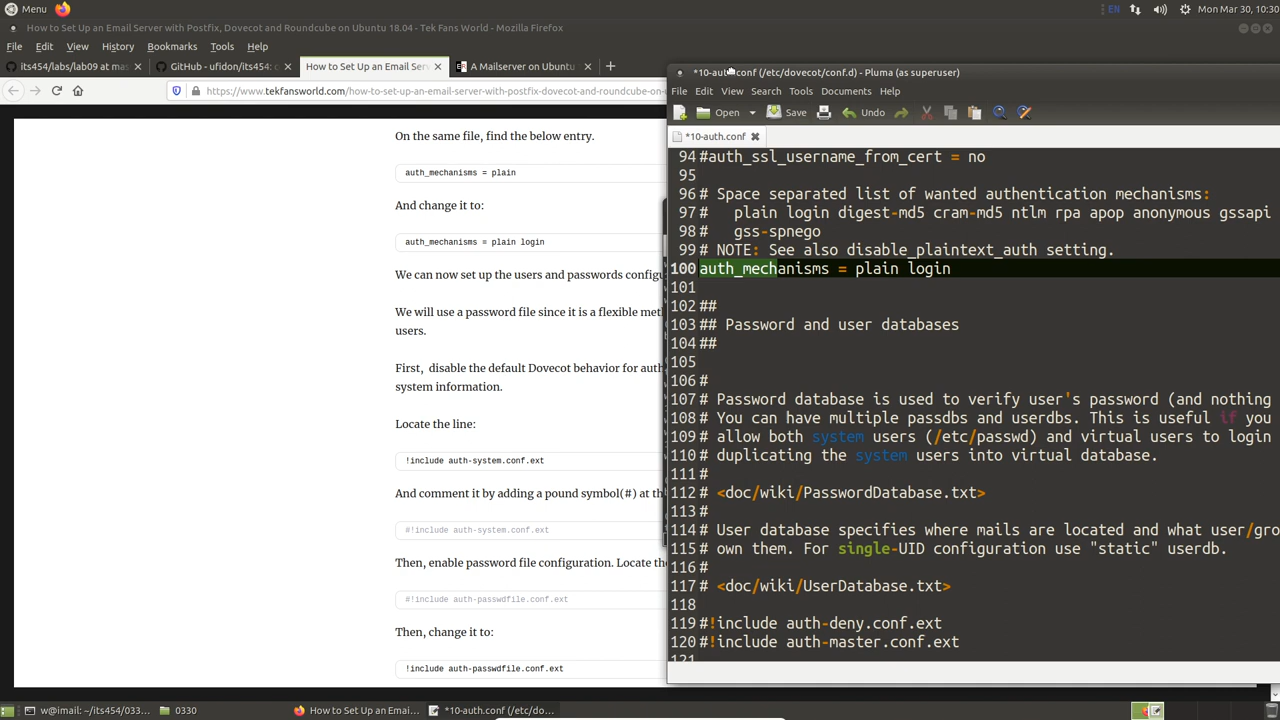 Menu
EN
Mon Mar 30, 10:30
How to Set Up an Email Server with Postfix, Dovecot and Roundcube on Ubuntu 18.04 - Tek Fans World - Mozilla Firefox
File Edit View History Bookmarks Tools Help
its454/labs/lab09 at mas
GitHub - ufidon/its454: c
How to Set Up an Email Serve
A Mailserver on Ubuntu
https://www.tekfansworld.com/how-to-set-up-an-email-server-with-postfix-dovecot-and-roundcube-on-u
On the same file, find the below entry.
auth_mechanisms = plain
And change it to:
auth_mechanisms = plain login
We can now set up the users and passwords configu
We will use a password file since it is a flexible meth
users.
First, disable the default Dovecot behavior for auth
system information.
Locate the line:
!include auth-system.conf.ext
And comment it by adding a pound symbol(#) at the
#!include auth-system.conf.ext
Then, enable password file configuration. Locate the
#!include auth-passwdfile.conf.ext
Then, change it to:
!include auth-passwdfile.conf.ext
*10-auth.conf (/etc/dovecot/conf.d) - Pluma (as superuser)
File Edit View Search Tools Documents Help
Open Save Undo
*10-auth.conf
94 #auth_ssl_username_from_cert = no
95
96 # Space separated list of wanted authentication mechanisms:
97 #   plain login digest-md5 cram-md5 ntlm rpa apop anonymous gssapi
98 #   gss-spnego
99 # NOTE: See also disable_plaintext_auth setting.
100 auth_mechanisms = plain login
101
102 ##
103 ## Password and user databases
104 ##
105
106 #
107 # Password database is used to verify user's password (and nothing
108 # You can have multiple passdbs and userdbs. This is useful if you
109 # allow both system users (/etc/passwd) and virtual users to login
110 # duplicating the system users into virtual database.
111 #
112 # <doc/wiki/PasswordDatabase.txt>
113 #
114 # User database specifies where mails are located and what user/gro
115 # own them. For single-UID configuration use "static" userdb.
116 #
117 # <doc/wiki/UserDatabase.txt>
118
119 #!include auth-deny.conf.ext
120 #!include auth-master.conf.ext
121
w@imail: ~/its454/033...
0330
How to Set Up an Emai...
*10-auth.conf (/etc/do...